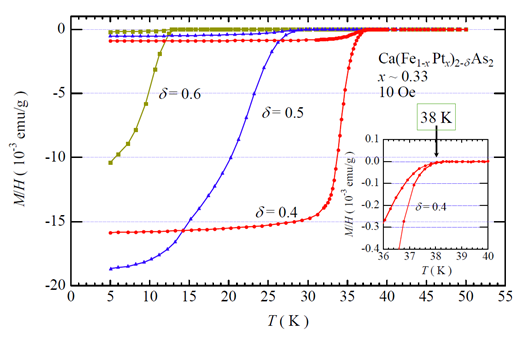 0
-5
-10
-15
-20
M/H ( 10⁻³ emu/g )
0 5 10 15 20 25 30 35 40 45 50 55
T ( K )
δ = 0.6
δ = 0.5
δ = 0.4
Ca(Fe₁₋ₓPtₓ)₂₋δAs₂
x ~ 0.33
10 Oe
38 K
0.1
0.0
-0.1
-0.2
-0.3
-0.4
M/H ( 10⁻³ emu/g )
δ = 0.4
36 37 38 39 40
T ( K )